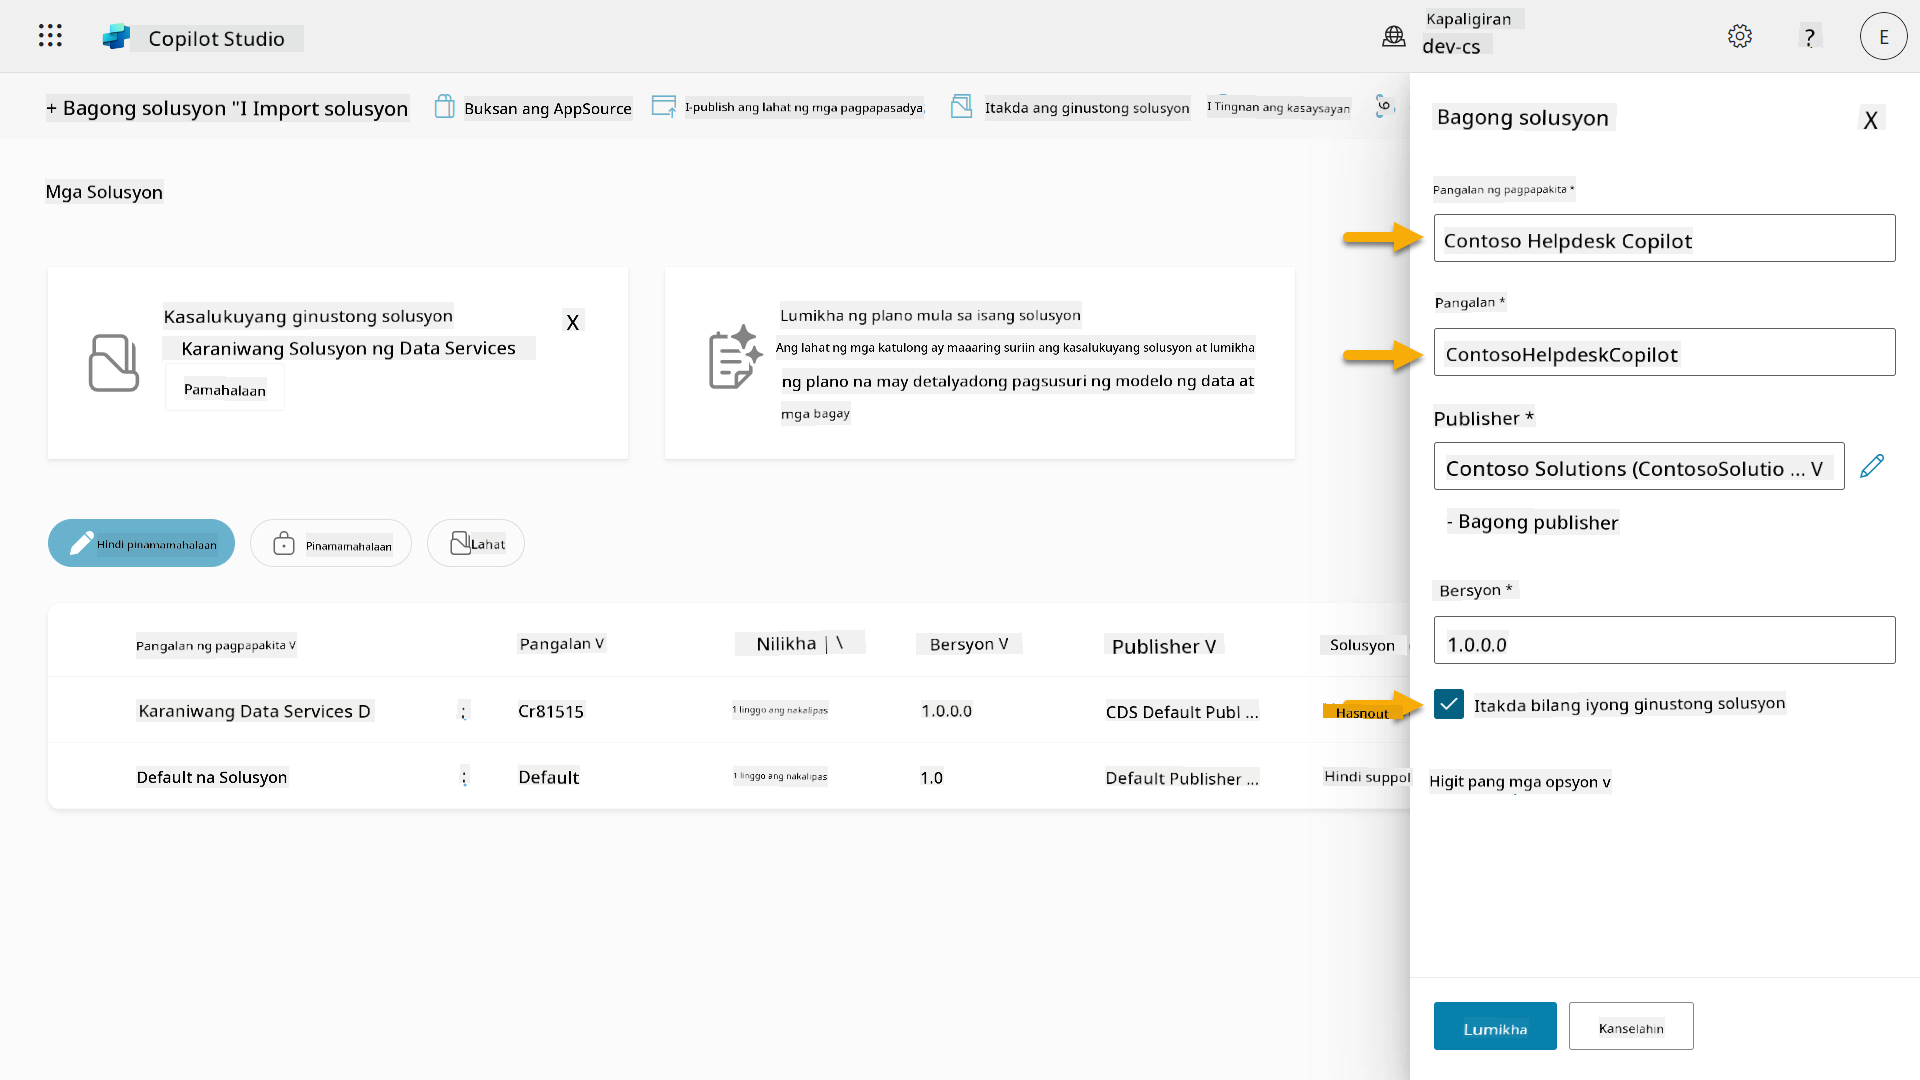 Copilot Studio
Kapaligiran
dev-cs
?
E
+ Bagong solusyon "I Import solusyon
Buksan ang AppSource
I-publish ang lahat ng mga pagpapasadya
Itakda ang ginustong solusyon
I Tingnan ang kasaysayan
Mga Solusyon
Kasalukuyang ginustong solusyon
X
Karaniwang Solusyon ng Data Services
Pamahalaan
Lumikha ng plano mula sa isang solusyon
Ang lahat ng mga katulong ay maaaring suriin ang kasalukuyang solusyon at lumikha
ng plano na may detalyadong pagsusuri ng modelo ng data at
mga bagay
Hindi pinamamahalaan
Pinamamahalaan
Lahat
Pangalan ng pagpapakita V
Pangalan V
Nilikha | \
Bersyon V
Publisher V
Solusyon
Karaniwang Data Services D
:
Cr81515
1 linggo ang nakalipas
1.0.0.0
CDS Default Publ ...
Hasnout
Default na Solusyon
:
Default
1 linggo ang nakalipas
1.0
Default Publisher ...
Hindi suppol
Bagong solusyon
X
Pangalan ng pagpapakita *
Contoso Helpdesk Copilot
Pangalan *
ContosoHelpdeskCopilot
Publisher *
Contoso Solutions (ContosoSolutio ... V
- Bagong publisher
Bersyon *
1.0.0.0
Itakda bilang iyong ginustong solusyon
Higit pang mga opsyon v
Lumikha
Kanselahin